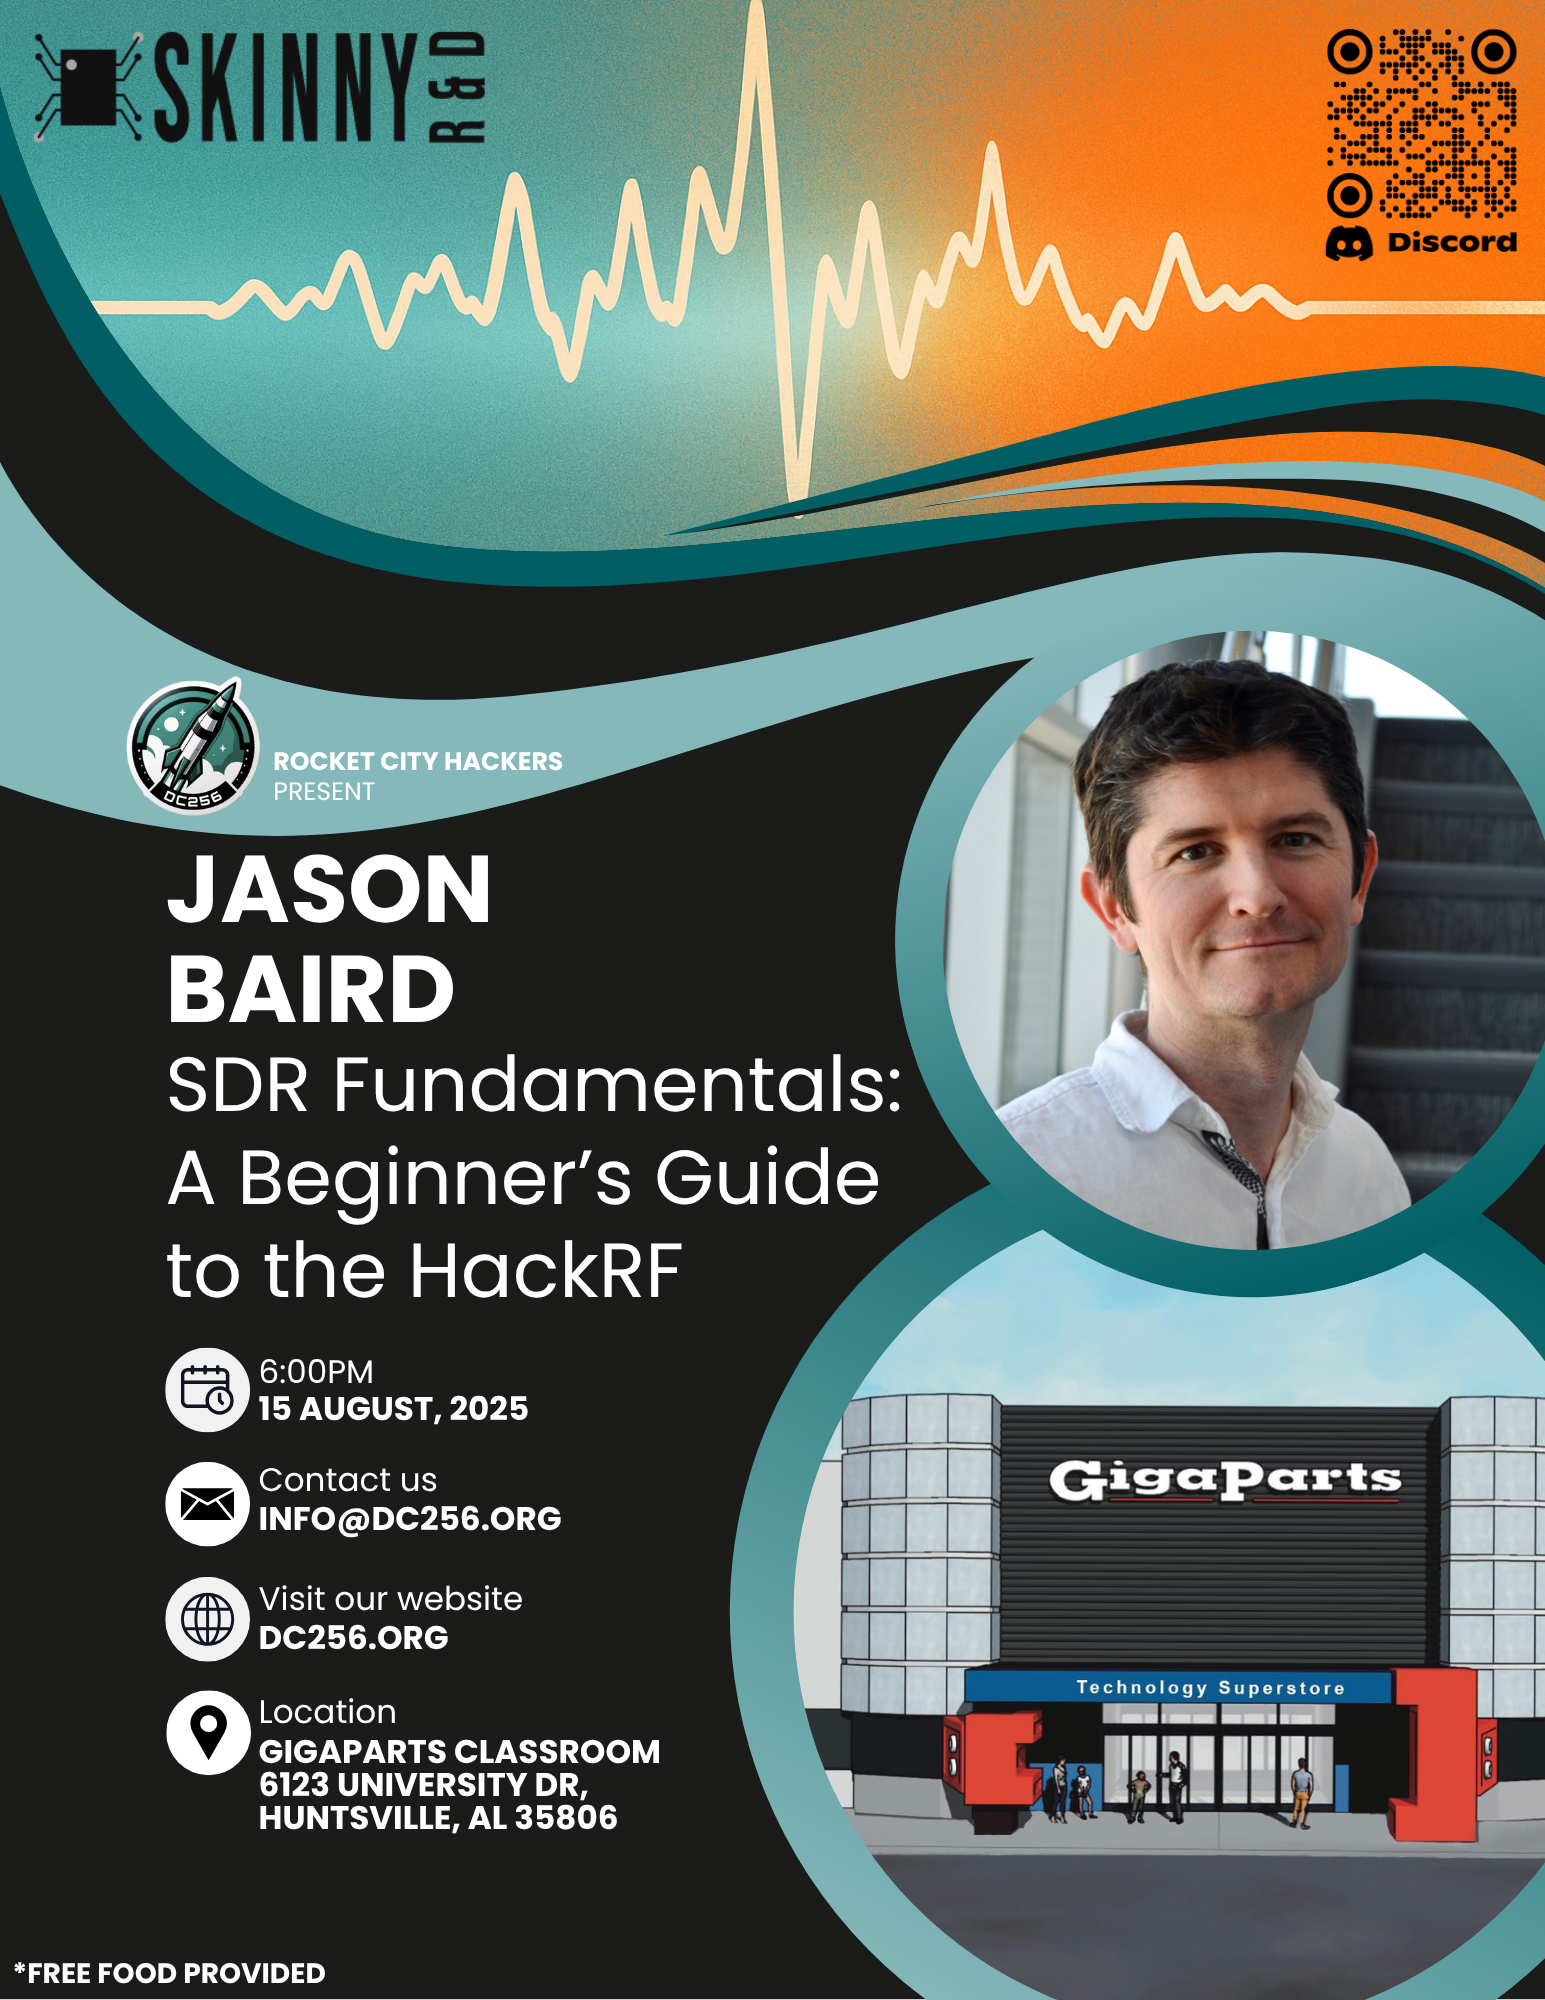 SKINNY
R & D
Discord
DC256
ROCKET CITY HACKERS
PRESENT
JASON
BAIRD
SDR Fundamentals:
A Beginner’s Guide
to the HackRF
6:00PM
15 AUGUST, 2025
Contact us
INFO@DC256.ORG
Visit our website
DC256.ORG
Location
GIGAPARTS CLASSROOM
6123 UNIVERSITY DR,
HUNTSVILLE, AL 35806
GigaParts
Technology Superstore
*FREE FOOD PROVIDED